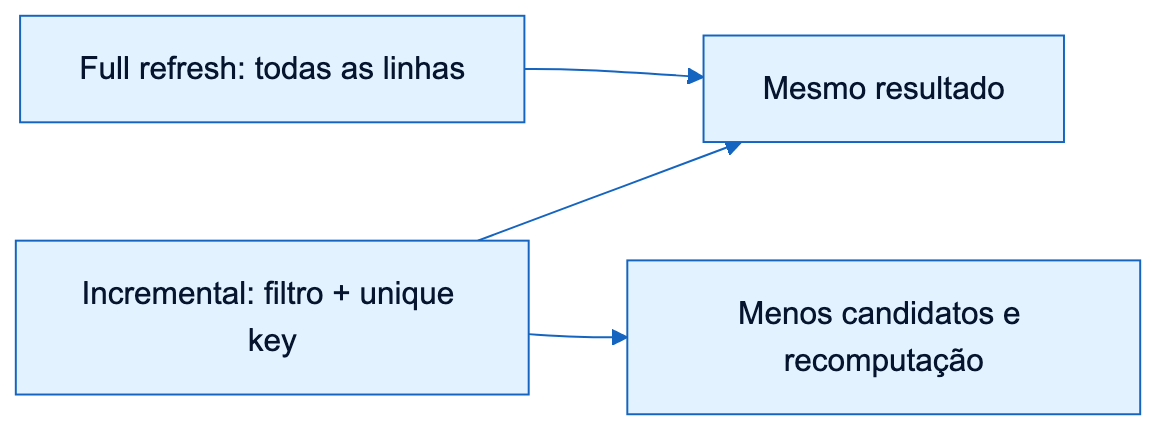 Full refresh: todas as linhas
Mesmo resultado
Incremental: filtro + unique
key
Menos candidatos e
recomputação